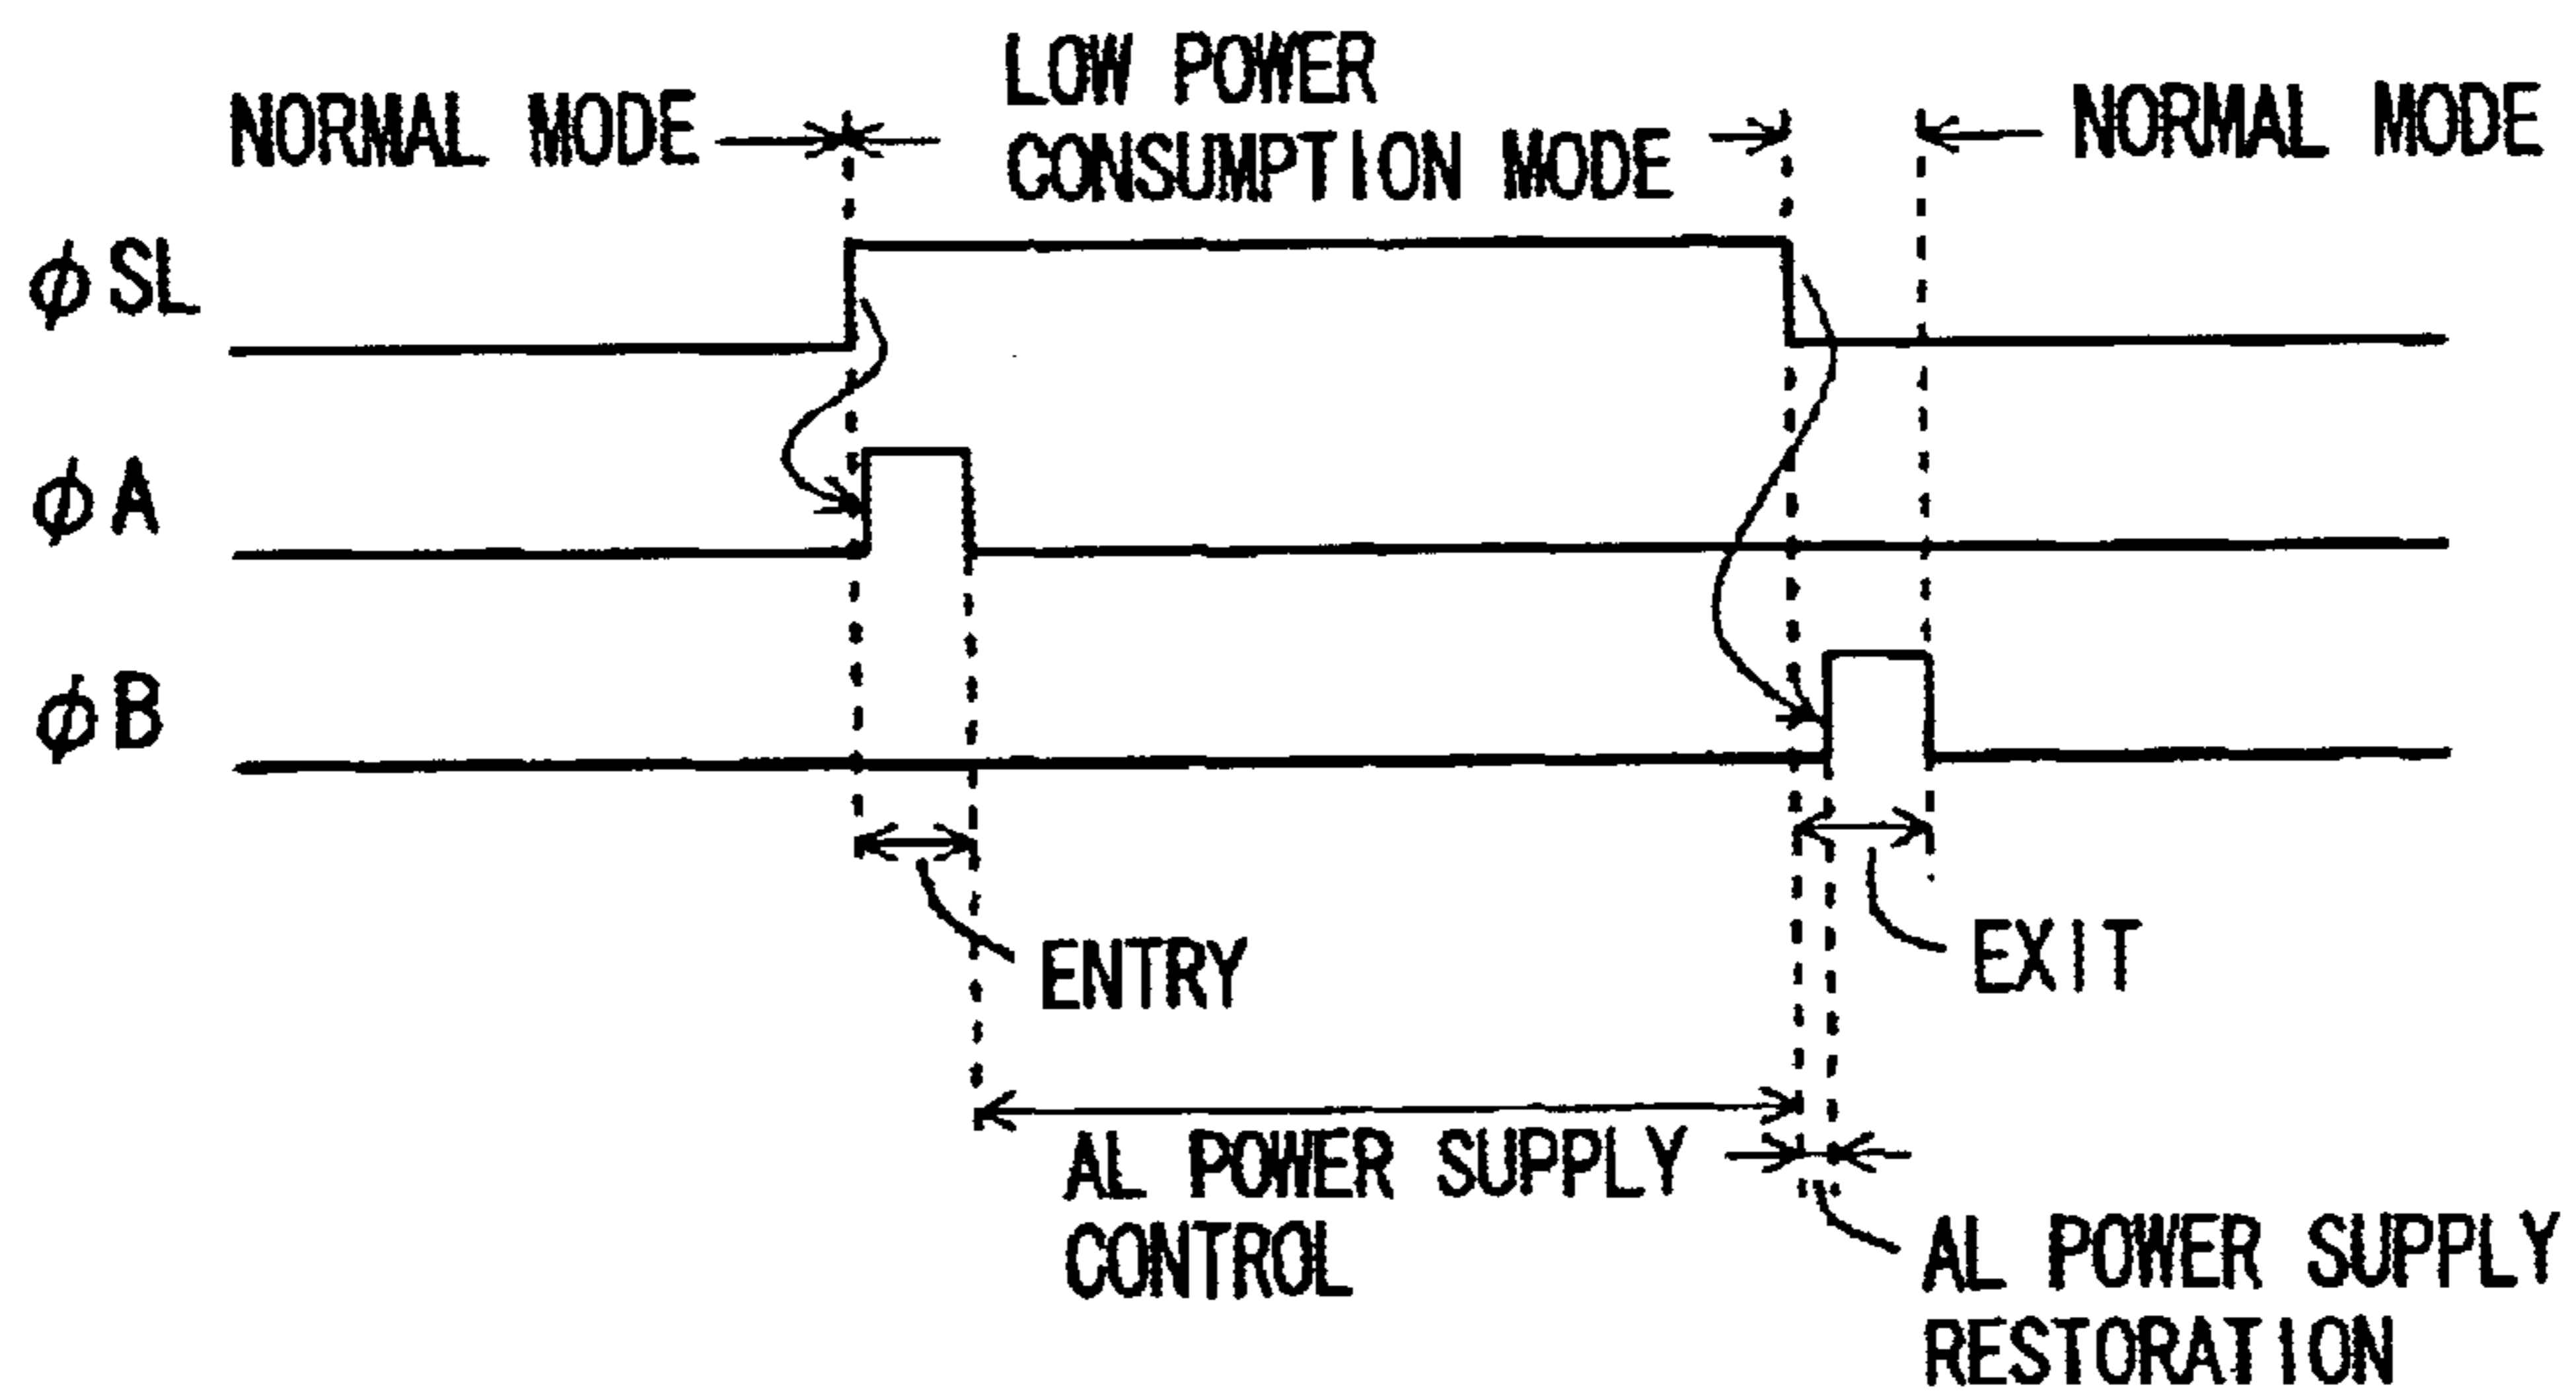 NORMAL MODE
LOW POWER
CONSUMPTION MODE
NORMAL MODE
φSL
φA
φB
ENTRY
EXIT
AL POWER SUPPLY
CONTROL
AL POWER SUPPLY
RESTORATION